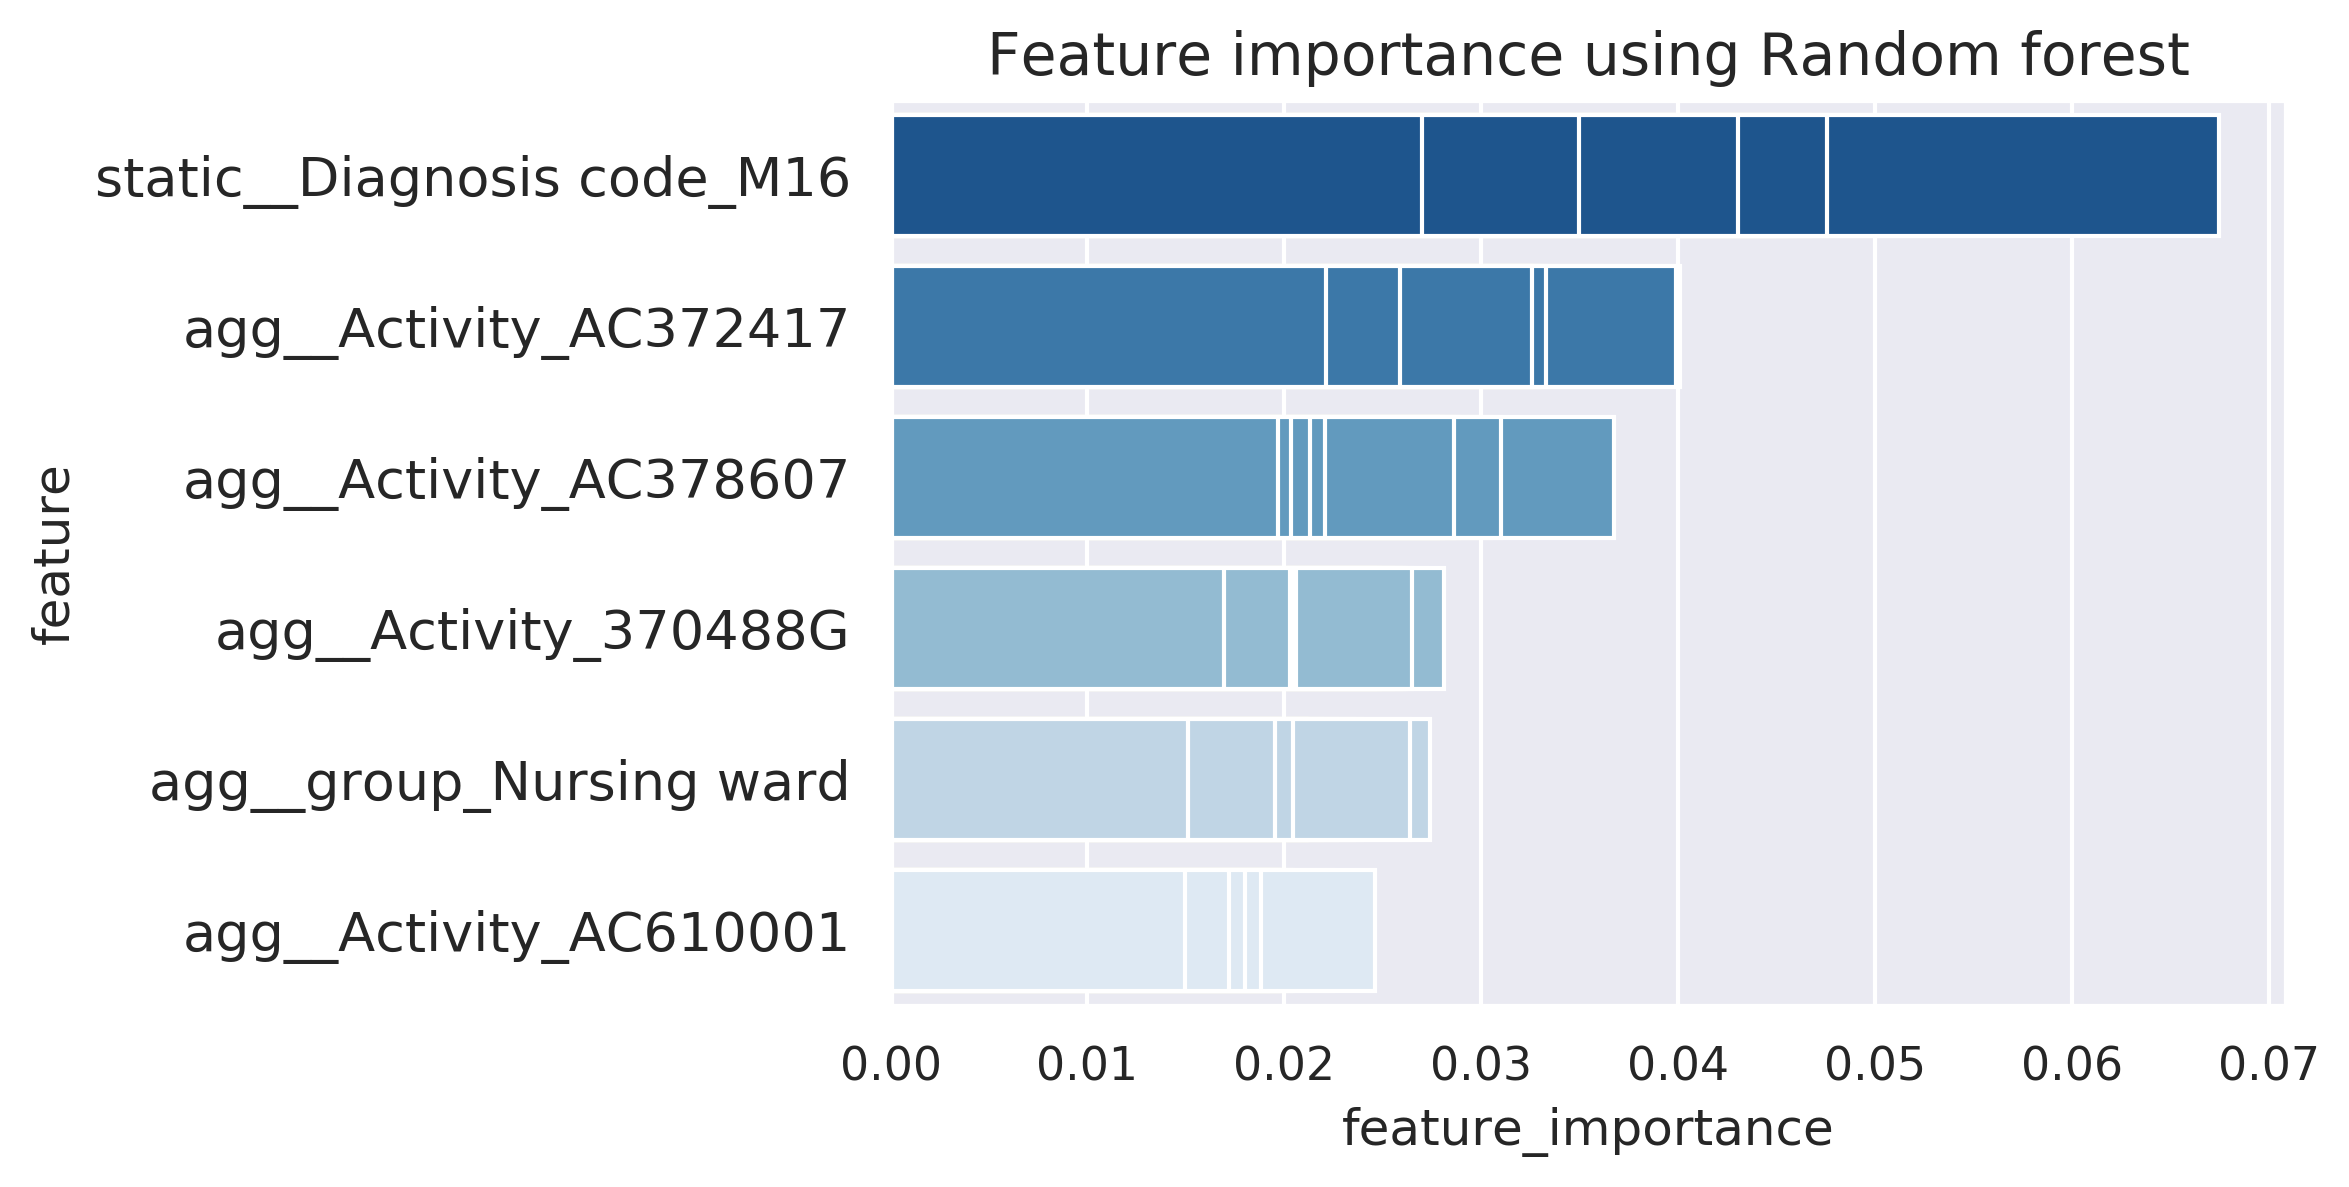 Feature importance using Random forest
feature
static__Diagnosis code_M16
agg__Activity_AC372417
agg__Activity_AC378607
agg__Activity_370488G
agg__group_Nursing ward
agg__Activity_AC610001
0.00 0.01 0.02 0.03 0.04 0.05 0.06 0.07
feature_importance